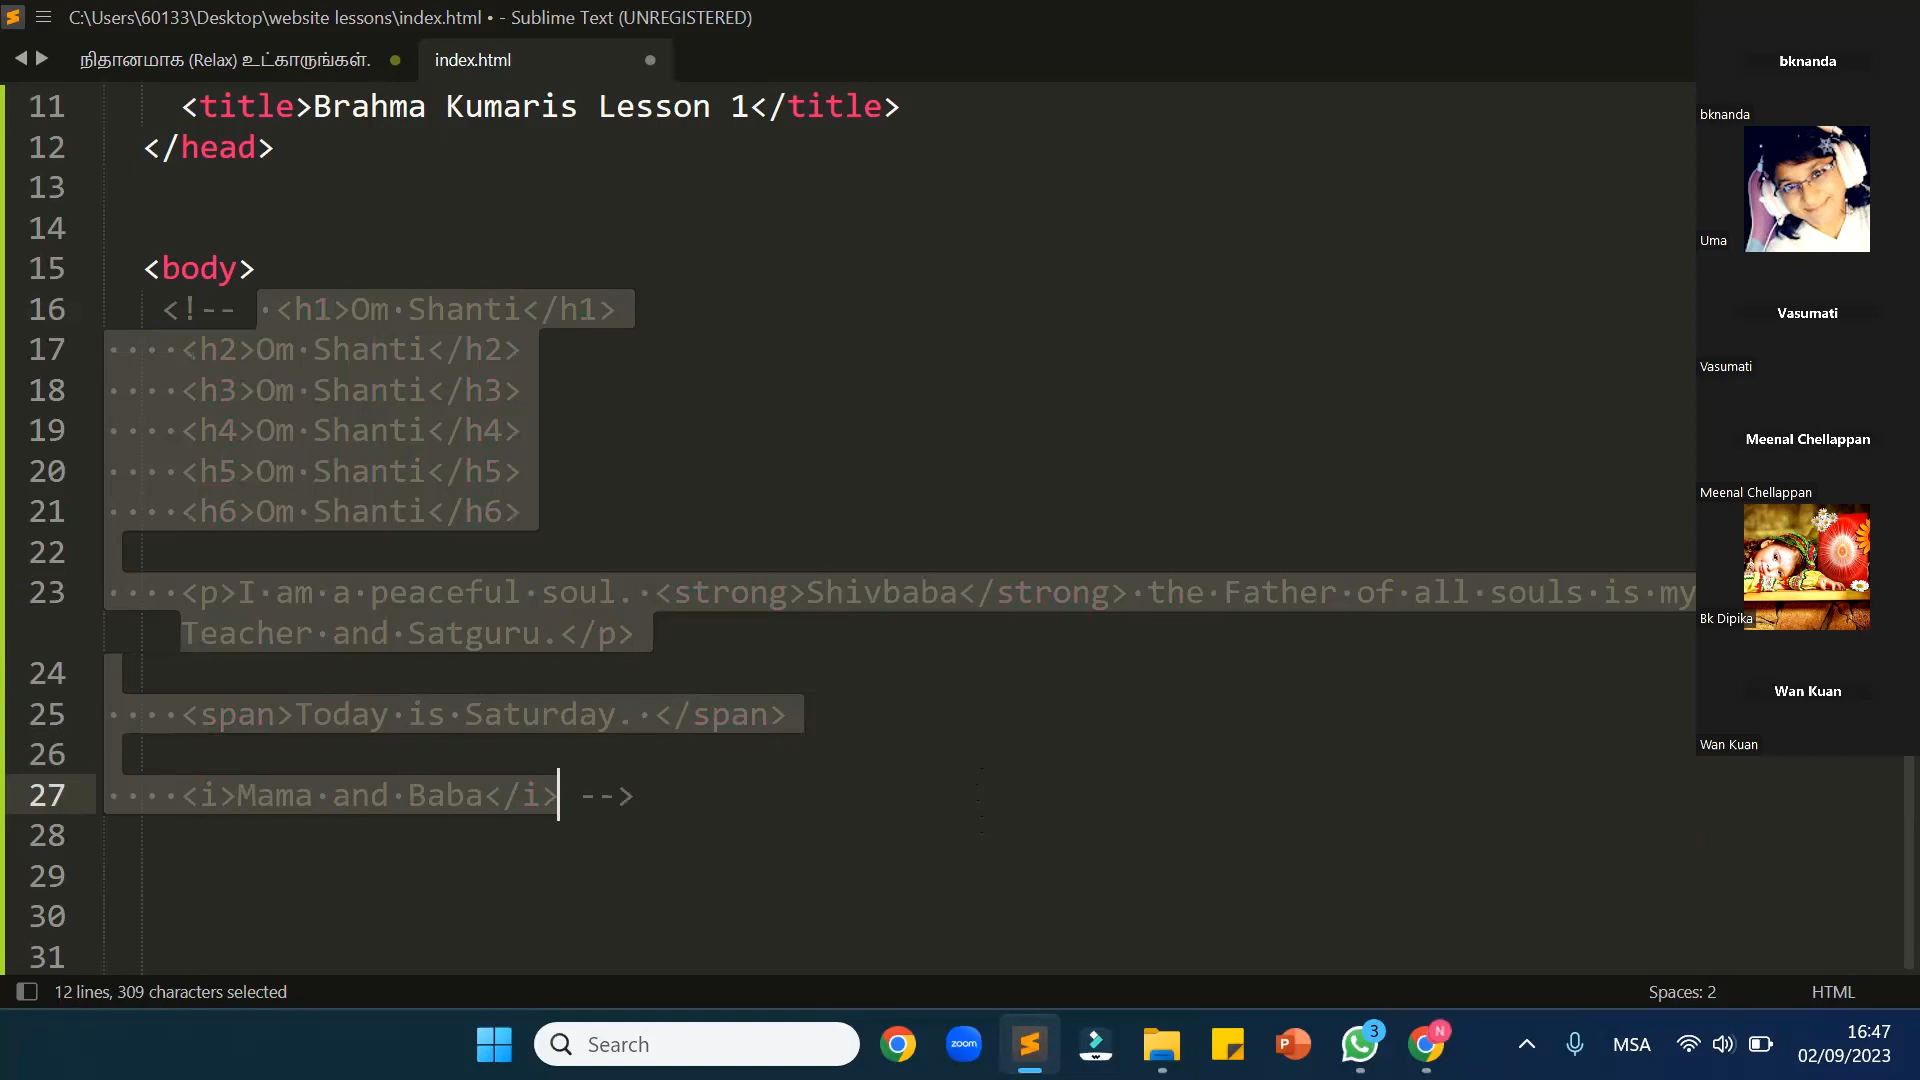 C:\Users\60133\Desktop\website lessons\index.html • - Sublime Text (UNREGISTERED)
நிதானமாக (Relax) உட்காருங்கள்.
index.html
11 <title>Brahma Kumaris Lesson 1</title>
12 </head>
13
14
15 <body>
16 <!-- <h1>Om Shanti</h1>
17 <h2>Om Shanti</h2>
18 <h3>Om Shanti</h3>
19 <h4>Om Shanti</h4>
20 <h5>Om Shanti</h5>
21 <h6>Om Shanti</h6>
22
23 <p>I am a peaceful soul. <strong>Shivbaba</strong> the Father of all souls is my
Teacher and Satguru.</p>
24
25 <span>Today is Saturday. </span>
26
27 <i>Mama and Baba</i> -->
28
29
30
31
bknanda
bknanda
Uma
Vasumati
Vasumati
Meenal Chellappan
Meenal Chellappan
Bk Dipika
Wan Kuan
Wan Kuan
12 lines, 309 characters selected
Spaces: 2
HTML
Search
zoom
P
3
N
MSA
16:47
02/09/2023